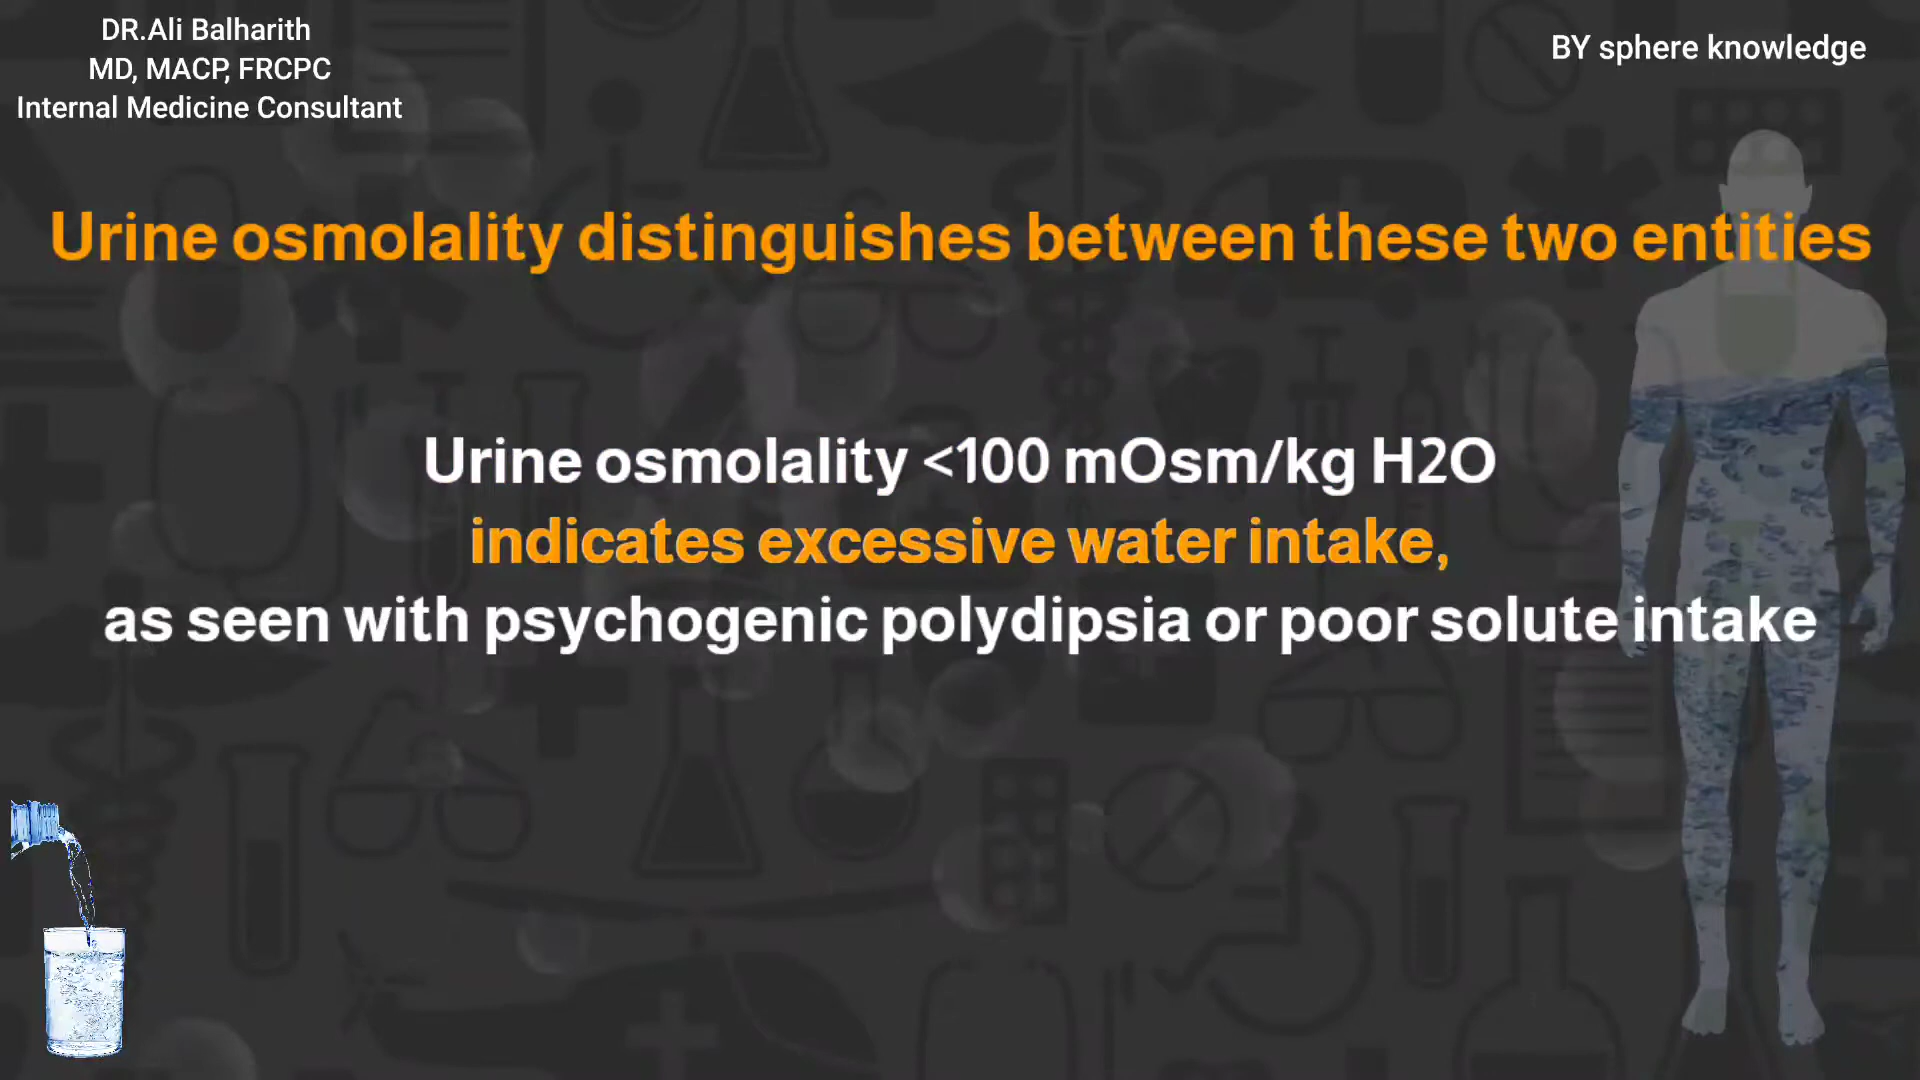 DR.Ali Balharith
MD, MACP, FRCPC
Internal Medicine Consultant
BY sphere knowledge
Urine osmolality distinguishes between these two entities
Urine osmolality <100 mOsm/kg H2O
indicates excessive water intake,
as seen with psychogenic polydipsia or poor solute intake